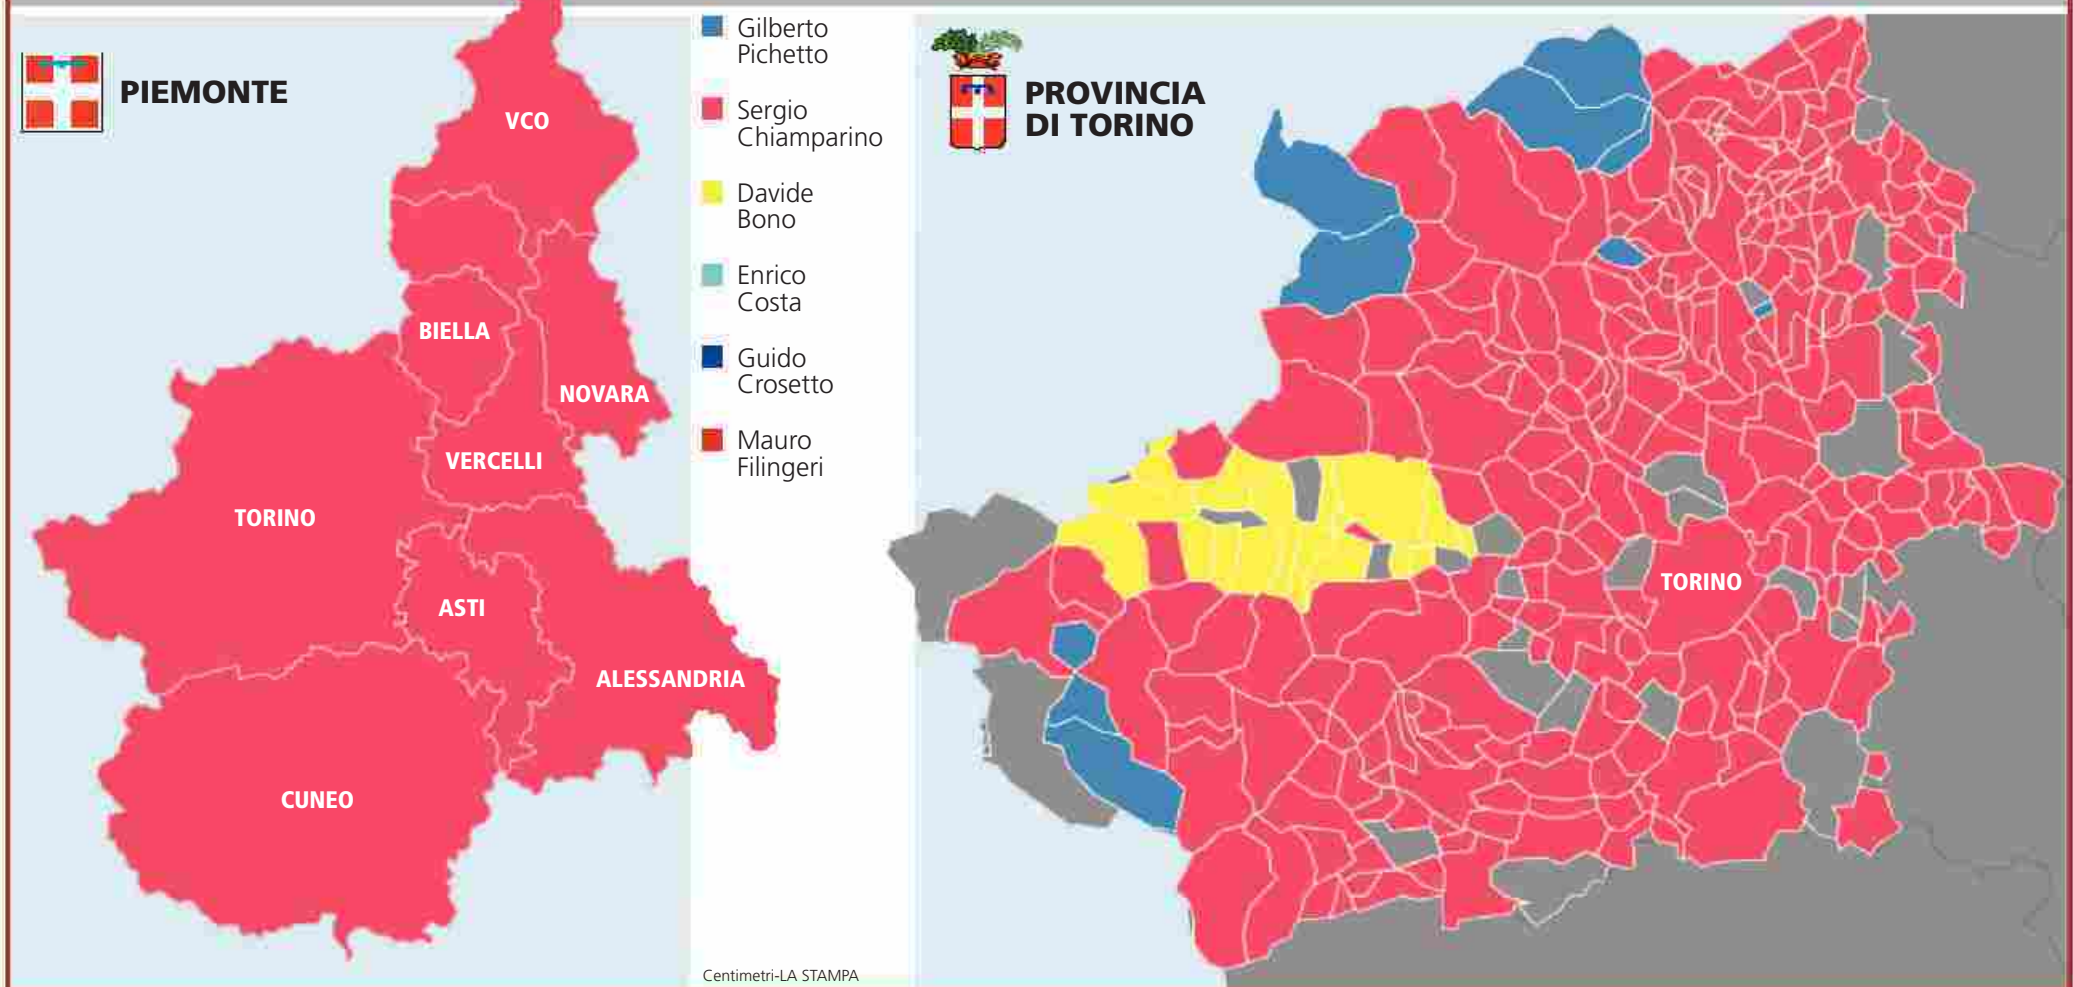 PIEMONTE
VCO
BIELLA
NOVARA
VERCELLI
TORINO
ASTI
ALESSANDRIA
CUNEO
Gilberto
Pichetto
Sergio
Chiamparino
Davide
Bono
Enrico
Costa
Guido
Crosetto
Mauro
Filingeri
Centimetri-LA STAMPA
PROVINCIA
DI TORINO
TORINO